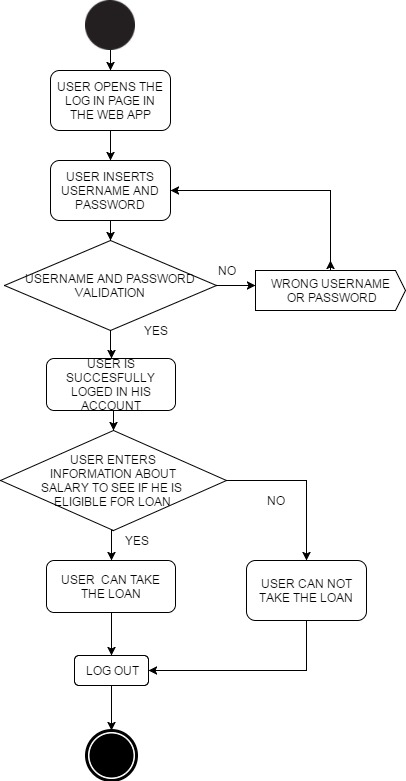 USER OPENS THE
LOG IN PAGE IN
THE WEB APP
USER INSERTS
USERNAME AND
PASSWORD
USERNAME AND PASSWORD
VALIDATION
NO
WRONG USERNAME
OR PASSWORD
YES
USER IS
SUCCESFULLY
LOGED IN HIS
ACCOUNT
USER ENTERS
INFORMATION ABOUT
SALARY TO SEE IF HE IS
ELIGIBLE FOR LOAN
NO
YES
USER CAN TAKE
THE LOAN
USER CAN NOT
TAKE THE LOAN
LOG OUT